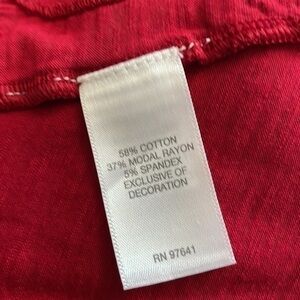 58% COTTON
37% MODAL RAYON
5% SPANDEX
EXCLUSIVE OF
DECORATION
RN 97641